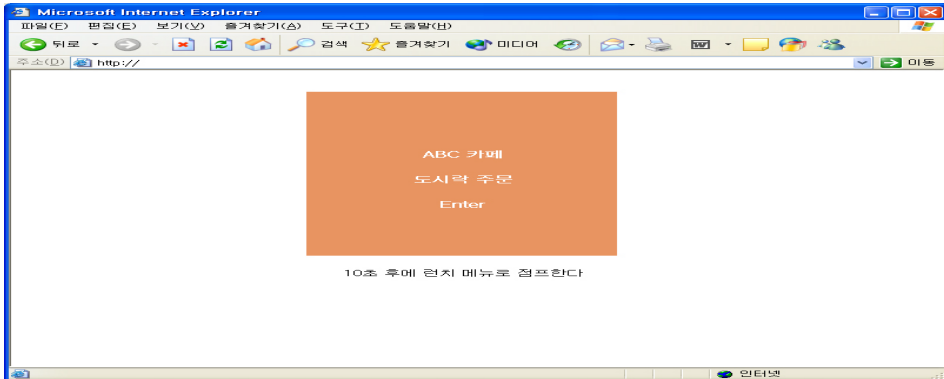 Microsoft Internet Explorer
파일(F) 편집(E) 보기(V) 즐겨찾기(A) 도구(T) 도움말(H)
뒤로 검색 즐겨찾기 미디어
주소(D) http:// 이동
ABC 카페
도시락 주문
Enter
10초 후에 런치 메뉴로 점프한다
인터넷